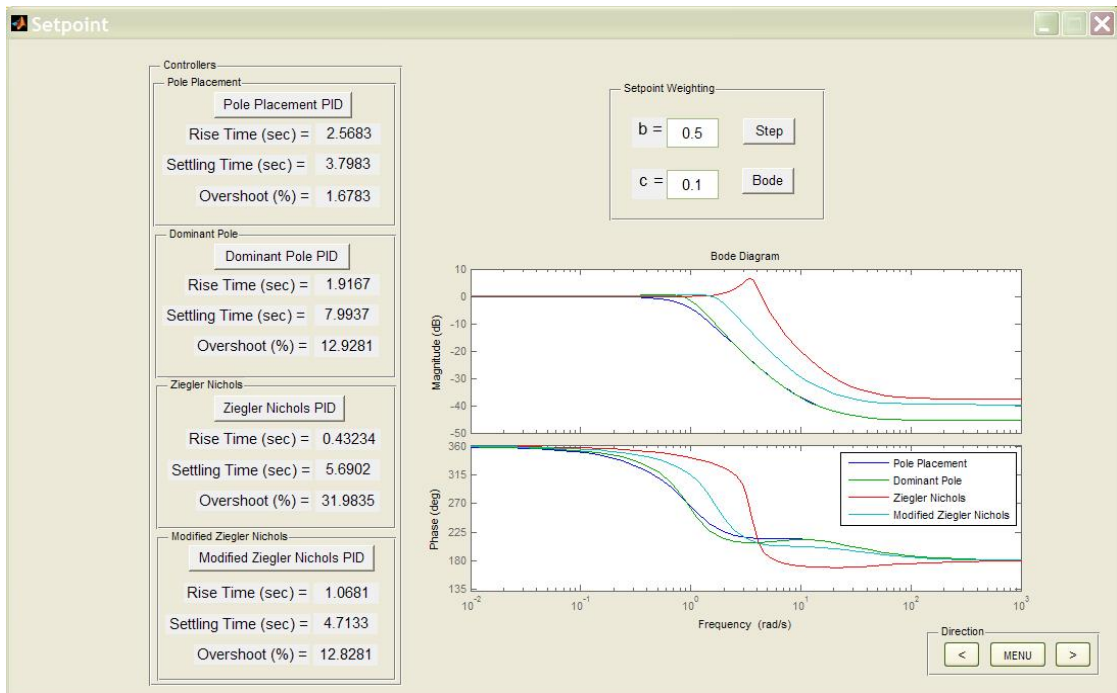 Setpoint
Controllers
Pole Placement
Pole Placement PID
Rise Time (sec) = 2.5683
Settling Time (sec) = 3.7983
Overshoot (%) = 1.6783
Dominant Pole
Dominant Pole PID
Rise Time (sec) = 1.9167
Settling Time (sec) = 7.9937
Overshoot (%) = 12.9281
Ziegler Nichols
Ziegler Nichols PID
Rise Time (sec) = 0.43234
Settling Time (sec) = 5.6902
Overshoot (%) = 31.9835
Modified Ziegler Nichols
Modified Ziegler Nichols PID
Rise Time (sec) = 1.0681
Settling Time (sec) = 4.7133
Overshoot (%) = 12.8281
Setpoint Weighting
b = 0.5 Step
c = 0.1 Bode
Bode Diagram
Magnitude (dB)
10
0
-10
-20
-30
-40
-50
Phase (deg)
360
315
270
225
180
135
Pole Placement
Dominant Pole
Ziegler Nichols
Modified Ziegler Nichols
10^-2 10^-1 10^0 10^1 10^2 10^3
Frequency (rad/s)
Direction
< MENU >